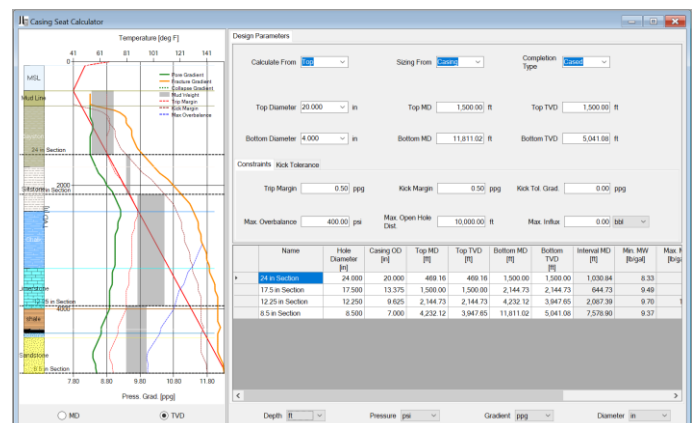 Casing Seat Calculator
Temperature [deg F]
41 61 81 101 121 141
0
2000
4000
TVD [ft]
MSL
Mud Line
24 in Section
12.25 in Section
shale
Sandstone
8.5 in Section
Pore Gradient
Fracture Gradient
Collapse Gradient
Mud Weight
Trip Margin
Kick Margin
Max Overbalance
7.80 8.80 9.80 10.80 11.80
Press. Grad. [ppg]
MD TVD
Design Parameters
Calculate From Top Sizing From Casing Completion Type Cased
Top Diameter 20.000 in Top MD 1,500.00 ft Top TVD 1,500.00 ft
Bottom Diameter 4.000 in Bottom MD 11,811.02 ft Bottom TVD 5,041.08 ft
Constraints Kick Tolerance
Trip Margin 0.50 ppg Kick Margin 0.50 ppg Kick Tol. Grad. 0.00 ppg
Max. Overbalance 400.00 psi Max. Open Hole Dist. 10,000.00 ft Max. Influx 0.00 bbl
Name Hole Diameter [in] Casing OD [in] Top MD [ft] Top TVD [ft] Bottom MD [ft] Bottom TVD [ft] Interval MD [ft] Min. MW [lb/gal] Max. M [lb/ga
24 in Section 24.000 20.000 469.16 469.16 1,500.00 1,500.00 1,030.84 8.33
17.5 in Section 17.500 13.375 1,500.00 1,500.00 2,144.73 2,144.73 644.73 9.49
12.25 in Section 12.250 9.625 2,144.73 2,144.73 4,232.12 3,947.65 2,087.39 9.70 1
8.5 in Section 8.500 7.000 4,232.12 3,947.65 11,811.02 5,041.08 7,578.90 9.37
Depth ft Pressure psi Gradient ppg Diameter in